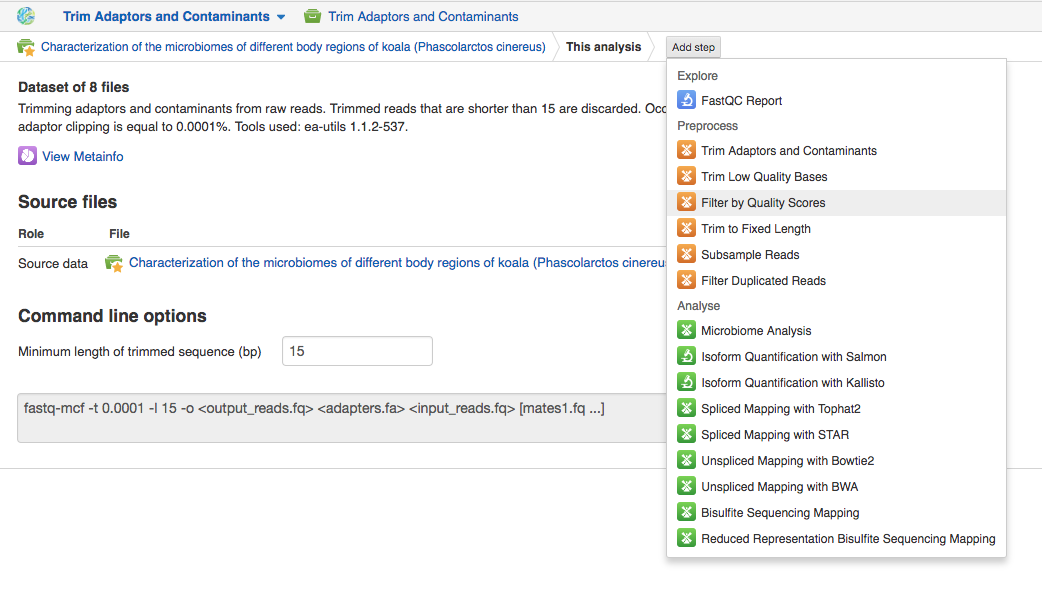 Trim Adaptors and Contaminants
Trim Adaptors and Contaminants
Characterization of the microbiomes of different body regions of koala (Phascolarctos cinereus)
This analysis
Add step
Dataset of 8 files
Trimming adaptors and contaminants from raw reads. Trimmed reads that are shorter than 15 are discarded.
adaptor clipping is equal to 0.0001%. Tools used: ea-utils 1.1.2-537.
View Metainfo
Source files
Role File
Source data Characterization of the microbiomes of different body regions of koala
Command line options
Minimum length of trimmed sequence (bp) 15
fastq-mcf -t 0.0001 -l 15 -o <output_reads.fq> <adapters.fa> <input_reads.fq> [mates1.fq ...]
Explore
FastQC Report
Preprocess
Trim Adaptors and Contaminants
Trim Low Quality Bases
Filter by Quality Scores
Trim to Fixed Length
Subsample Reads
Filter Duplicated Reads
Analyse
Microbiome Analysis
Isoform Quantification with Salmon
Isoform Quantification with Kallisto
Spliced Mapping with Tophat2
Spliced Mapping with STAR
Unspliced Mapping with Bowtie2
Unspliced Mapping with BWA
Bisulfite Sequencing Mapping
Reduced Representation Bisulfite Sequencing Mapping